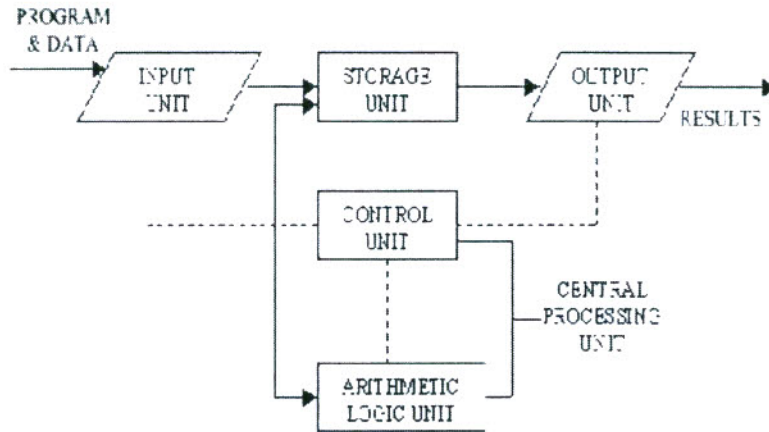 PROGRAM
& DATA
INPUT
UNIT
STORAGE
UNIT
OUTPUT
UNIT
RESULTS
CONTROL
UNIT
CENTRAL
PROCESSING
UNIT
ARITHMETIC
LOGIC UNIT